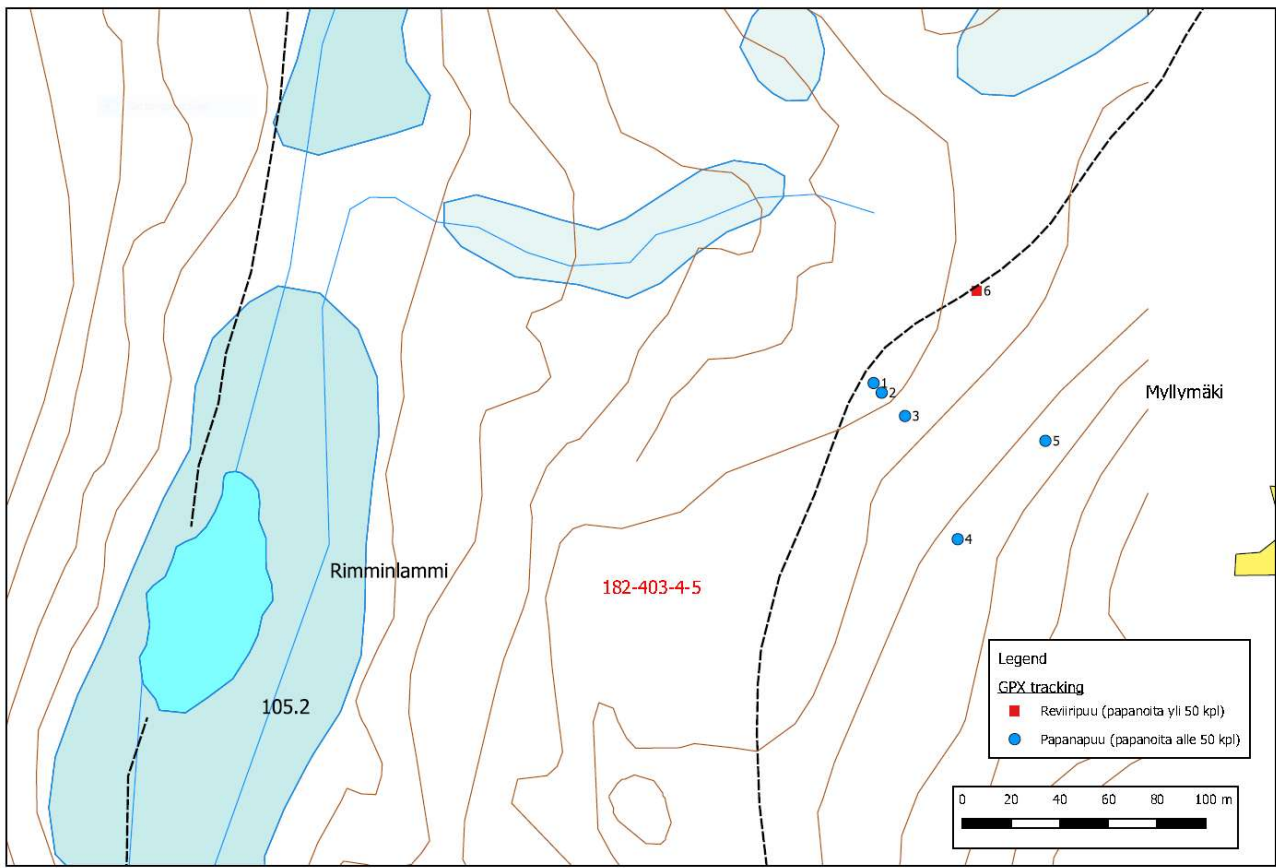 6
1
2
3
Myllymäki
5
4
Rimminlammi
182-403-4-5
105.2
Legend
GPX tracking
Reviiripuu (papanoita yli 50 kpl)
Papanapuu (papanoita alle 50 kpl)
0 20 40 60 80 100 m